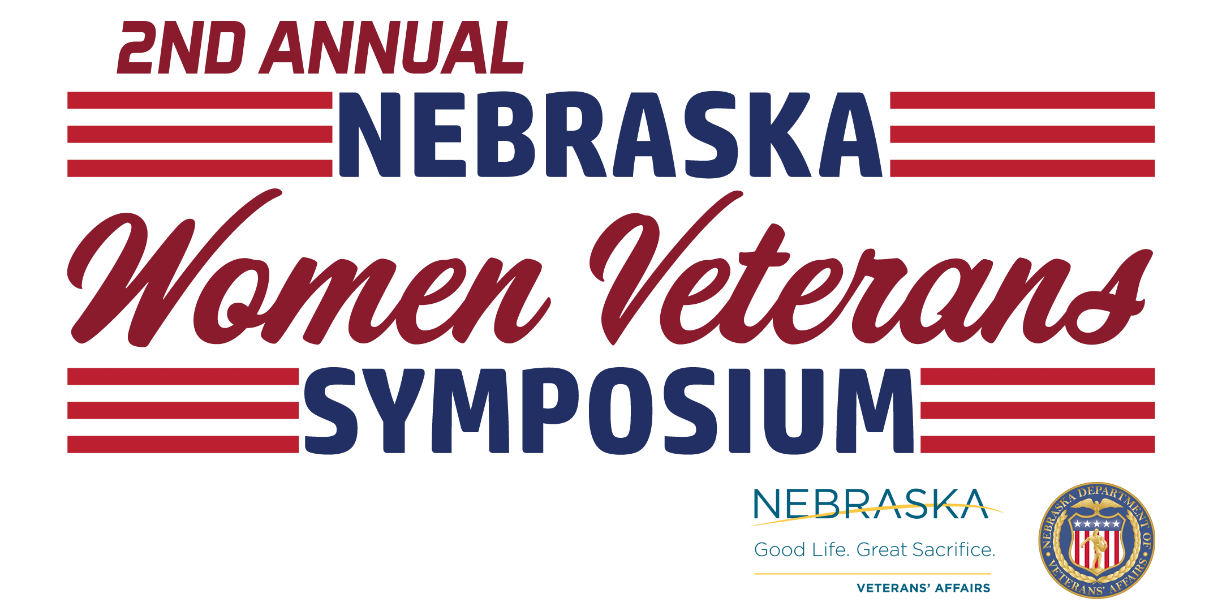 2ND ANNUAL
NEBRASKA
Women Veterans
SYMPOSIUM
NEBRASKA
Good Life. Great Sacrifice.
VETERANS' AFFAIRS
NEBRASKA DEPARTMENT OF
VETERANS' AFFAIRS